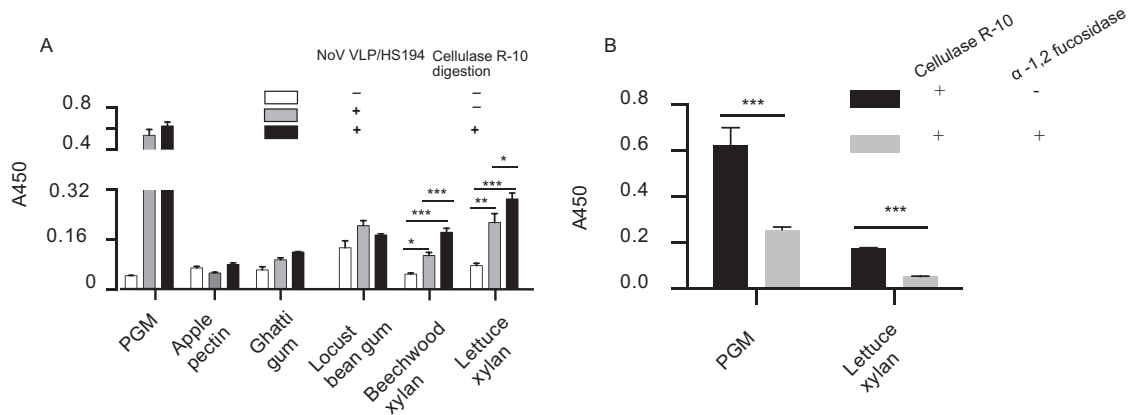 A
NoV VLP/HS194
Cellulase R-10
digestion
−
−
+
−
+
+
0.8
0.4
0.32
0.16
0
A450
*
***
***
*
***
**
*
PGM
Apple
pectin
Ghatti
gum
Locust
bean gum
Beechwood
xylan
Lettuce
xylan
B
Cellulase R-10
α -1,2 fucosidase
+
-
+
+
0.8
0.6
0.4
0.2
0.0
A450
***
***
PGM
Lettuce
xylan